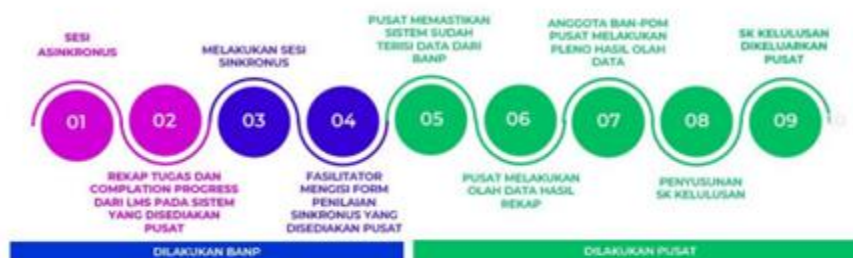 SESI
ASINKRONUS
01
REKAP TUGAS DAN
COMPLATION PROGRESS
DARI LMS PADA SISTEM
YANG DISEDIAKAN
PUSAT
02
MELAKUKAN SESI
SINKRONUS
03
FASILITATOR
MENGISI FORM
PENILAIAN
SINKRONUS YANG
DISEDIAKAN PUSAT
04
PUSAT MEMASTIKAN
SISTEM SUDAH
TERISI DATA DARI
BANP
05
PUSAT MELAKUKAN
OLAH DATA HASIL
REKAP
06
ANGGOTA BAN-PDM
PUSAT MELAKUKAN
PLENO HASIL OLAH
DATA
07
PENYUSUNAN
SK KELULUSAN
08
SK KELULUSAN
DIKELUARKAN
PUSAT
09
DILAKUKAN BANP
DILAKUKAN PUSAT